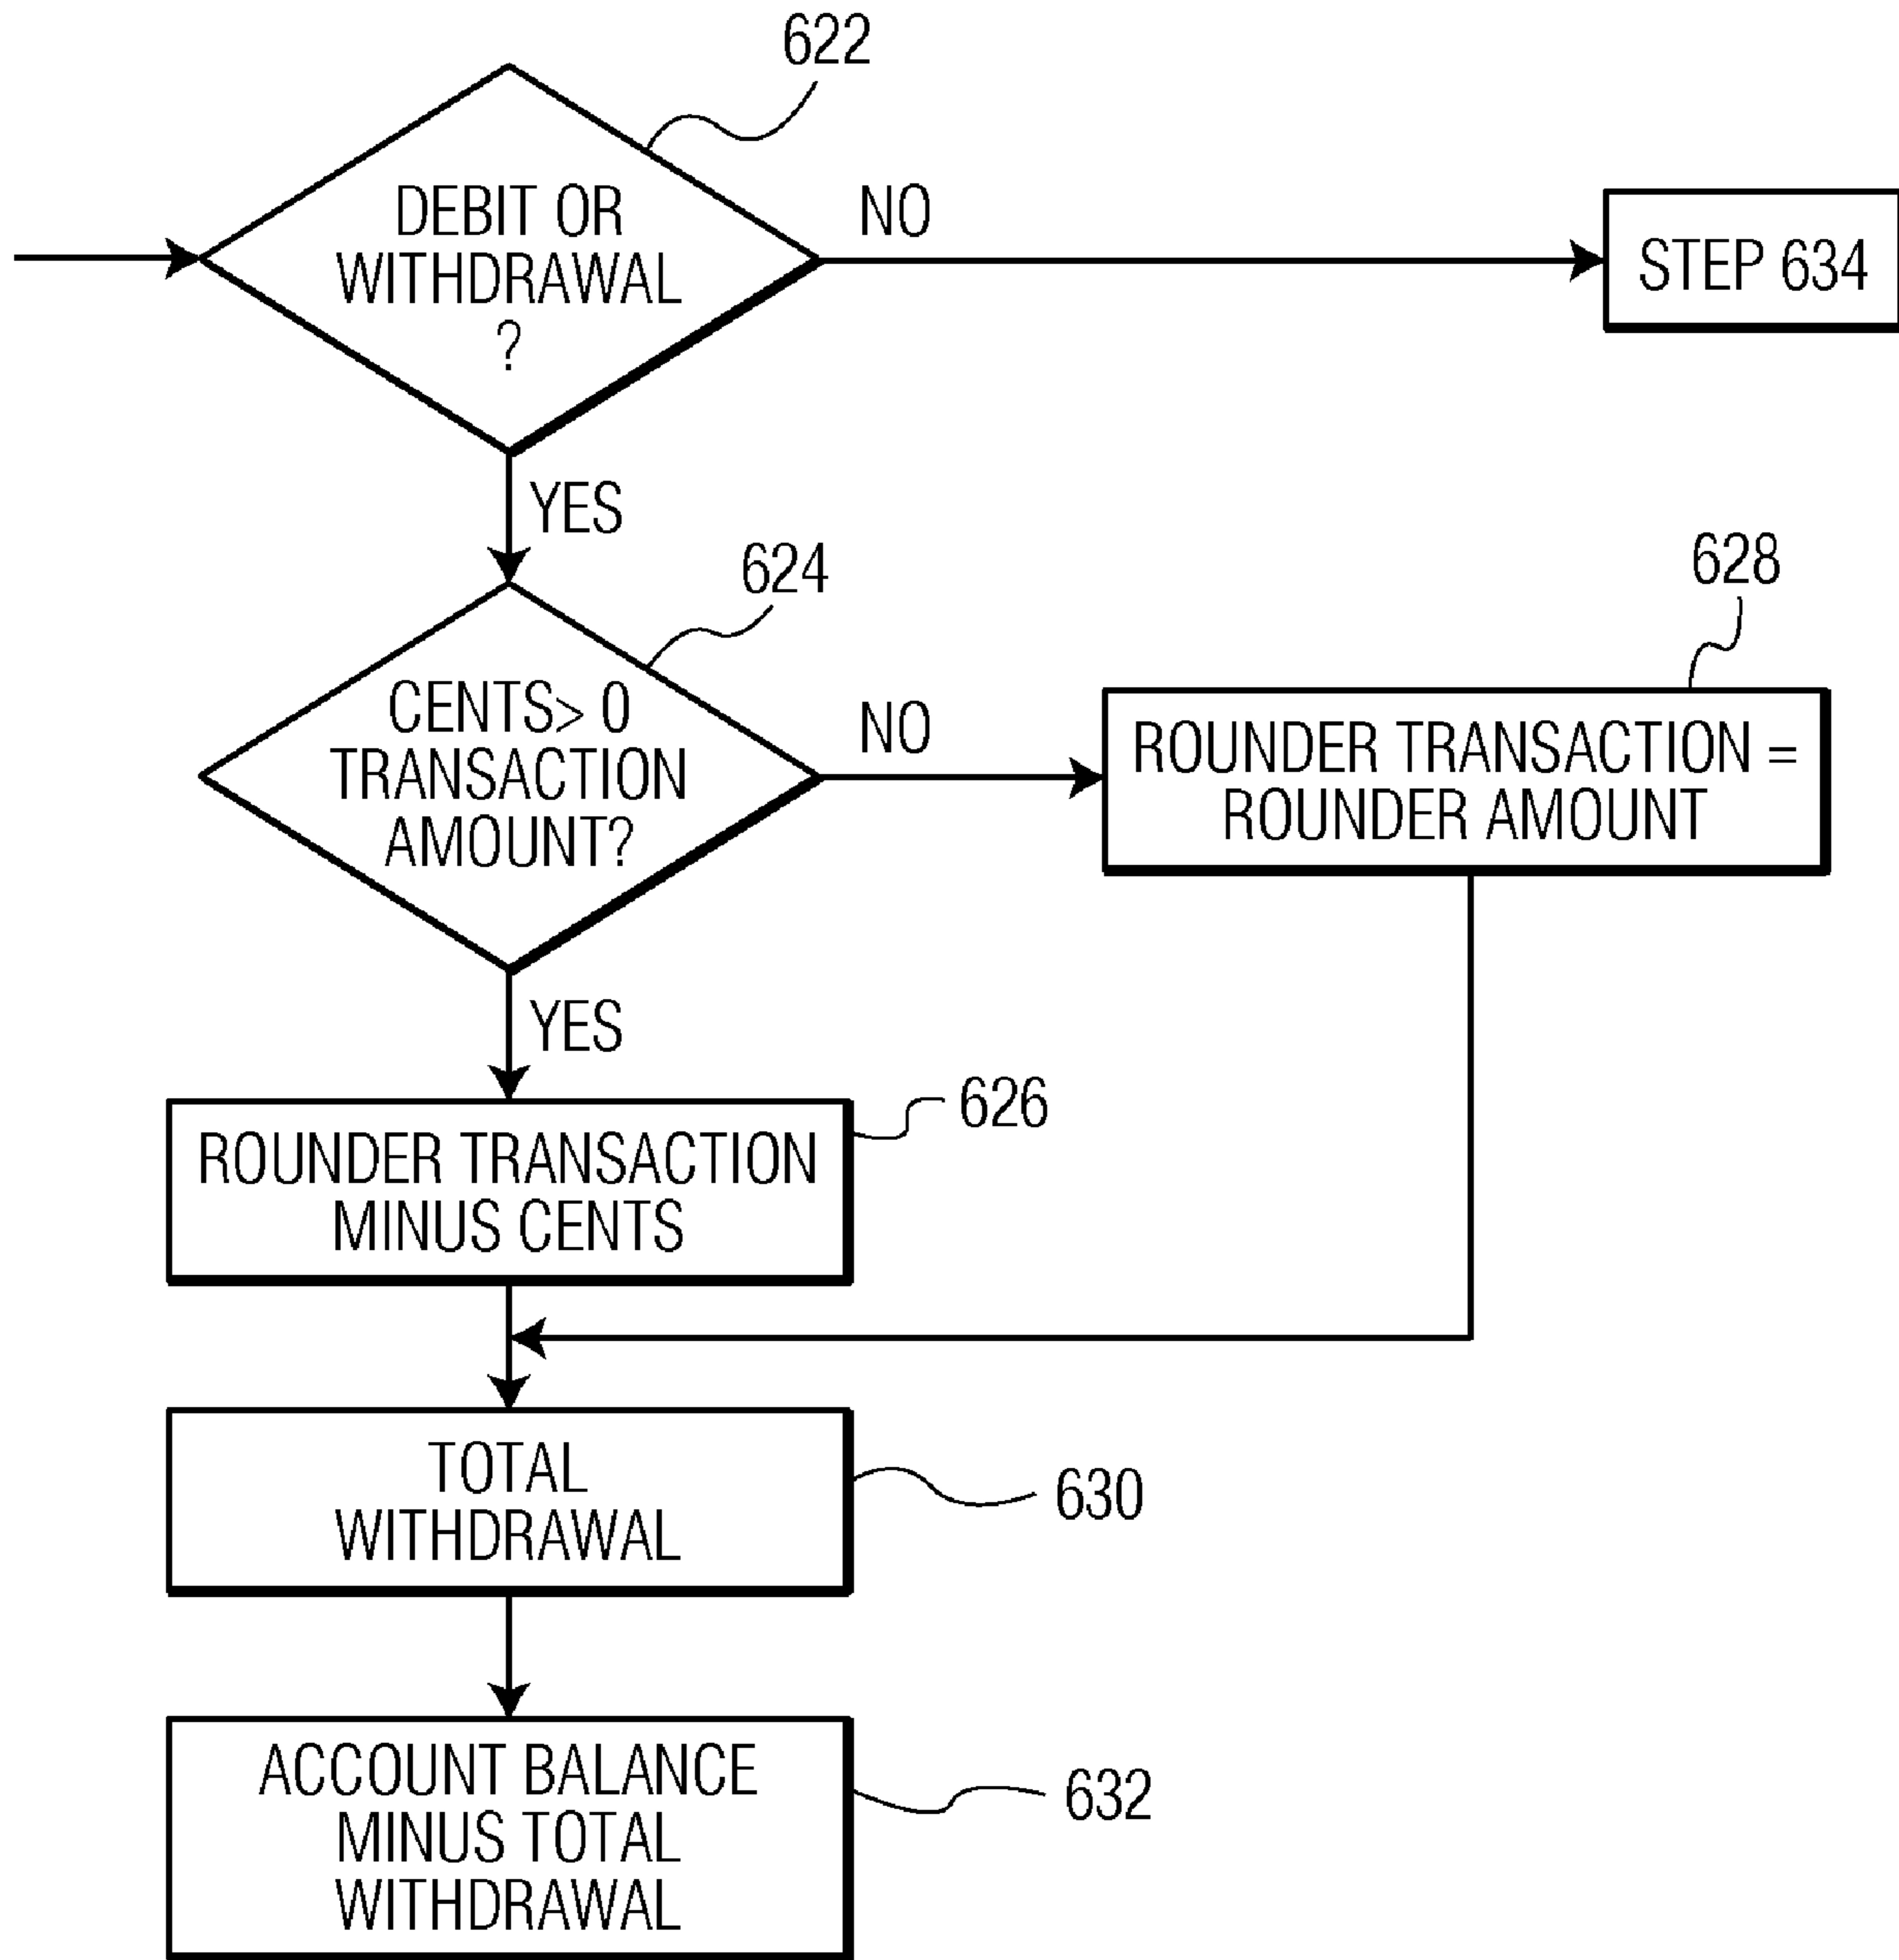 622
DEBIT OR
WITHDRAWAL
?
NO
STEP 634
YES
624
CENTS> 0
TRANSACTION
AMOUNT?
NO
628
ROUNDER TRANSACTION =
ROUNDER AMOUNT
YES
626
ROUNDER TRANSACTION
MINUS CENTS
TOTAL
WITHDRAWAL
630
ACCOUNT BALANCE
MINUS TOTAL
WITHDRAWAL
632